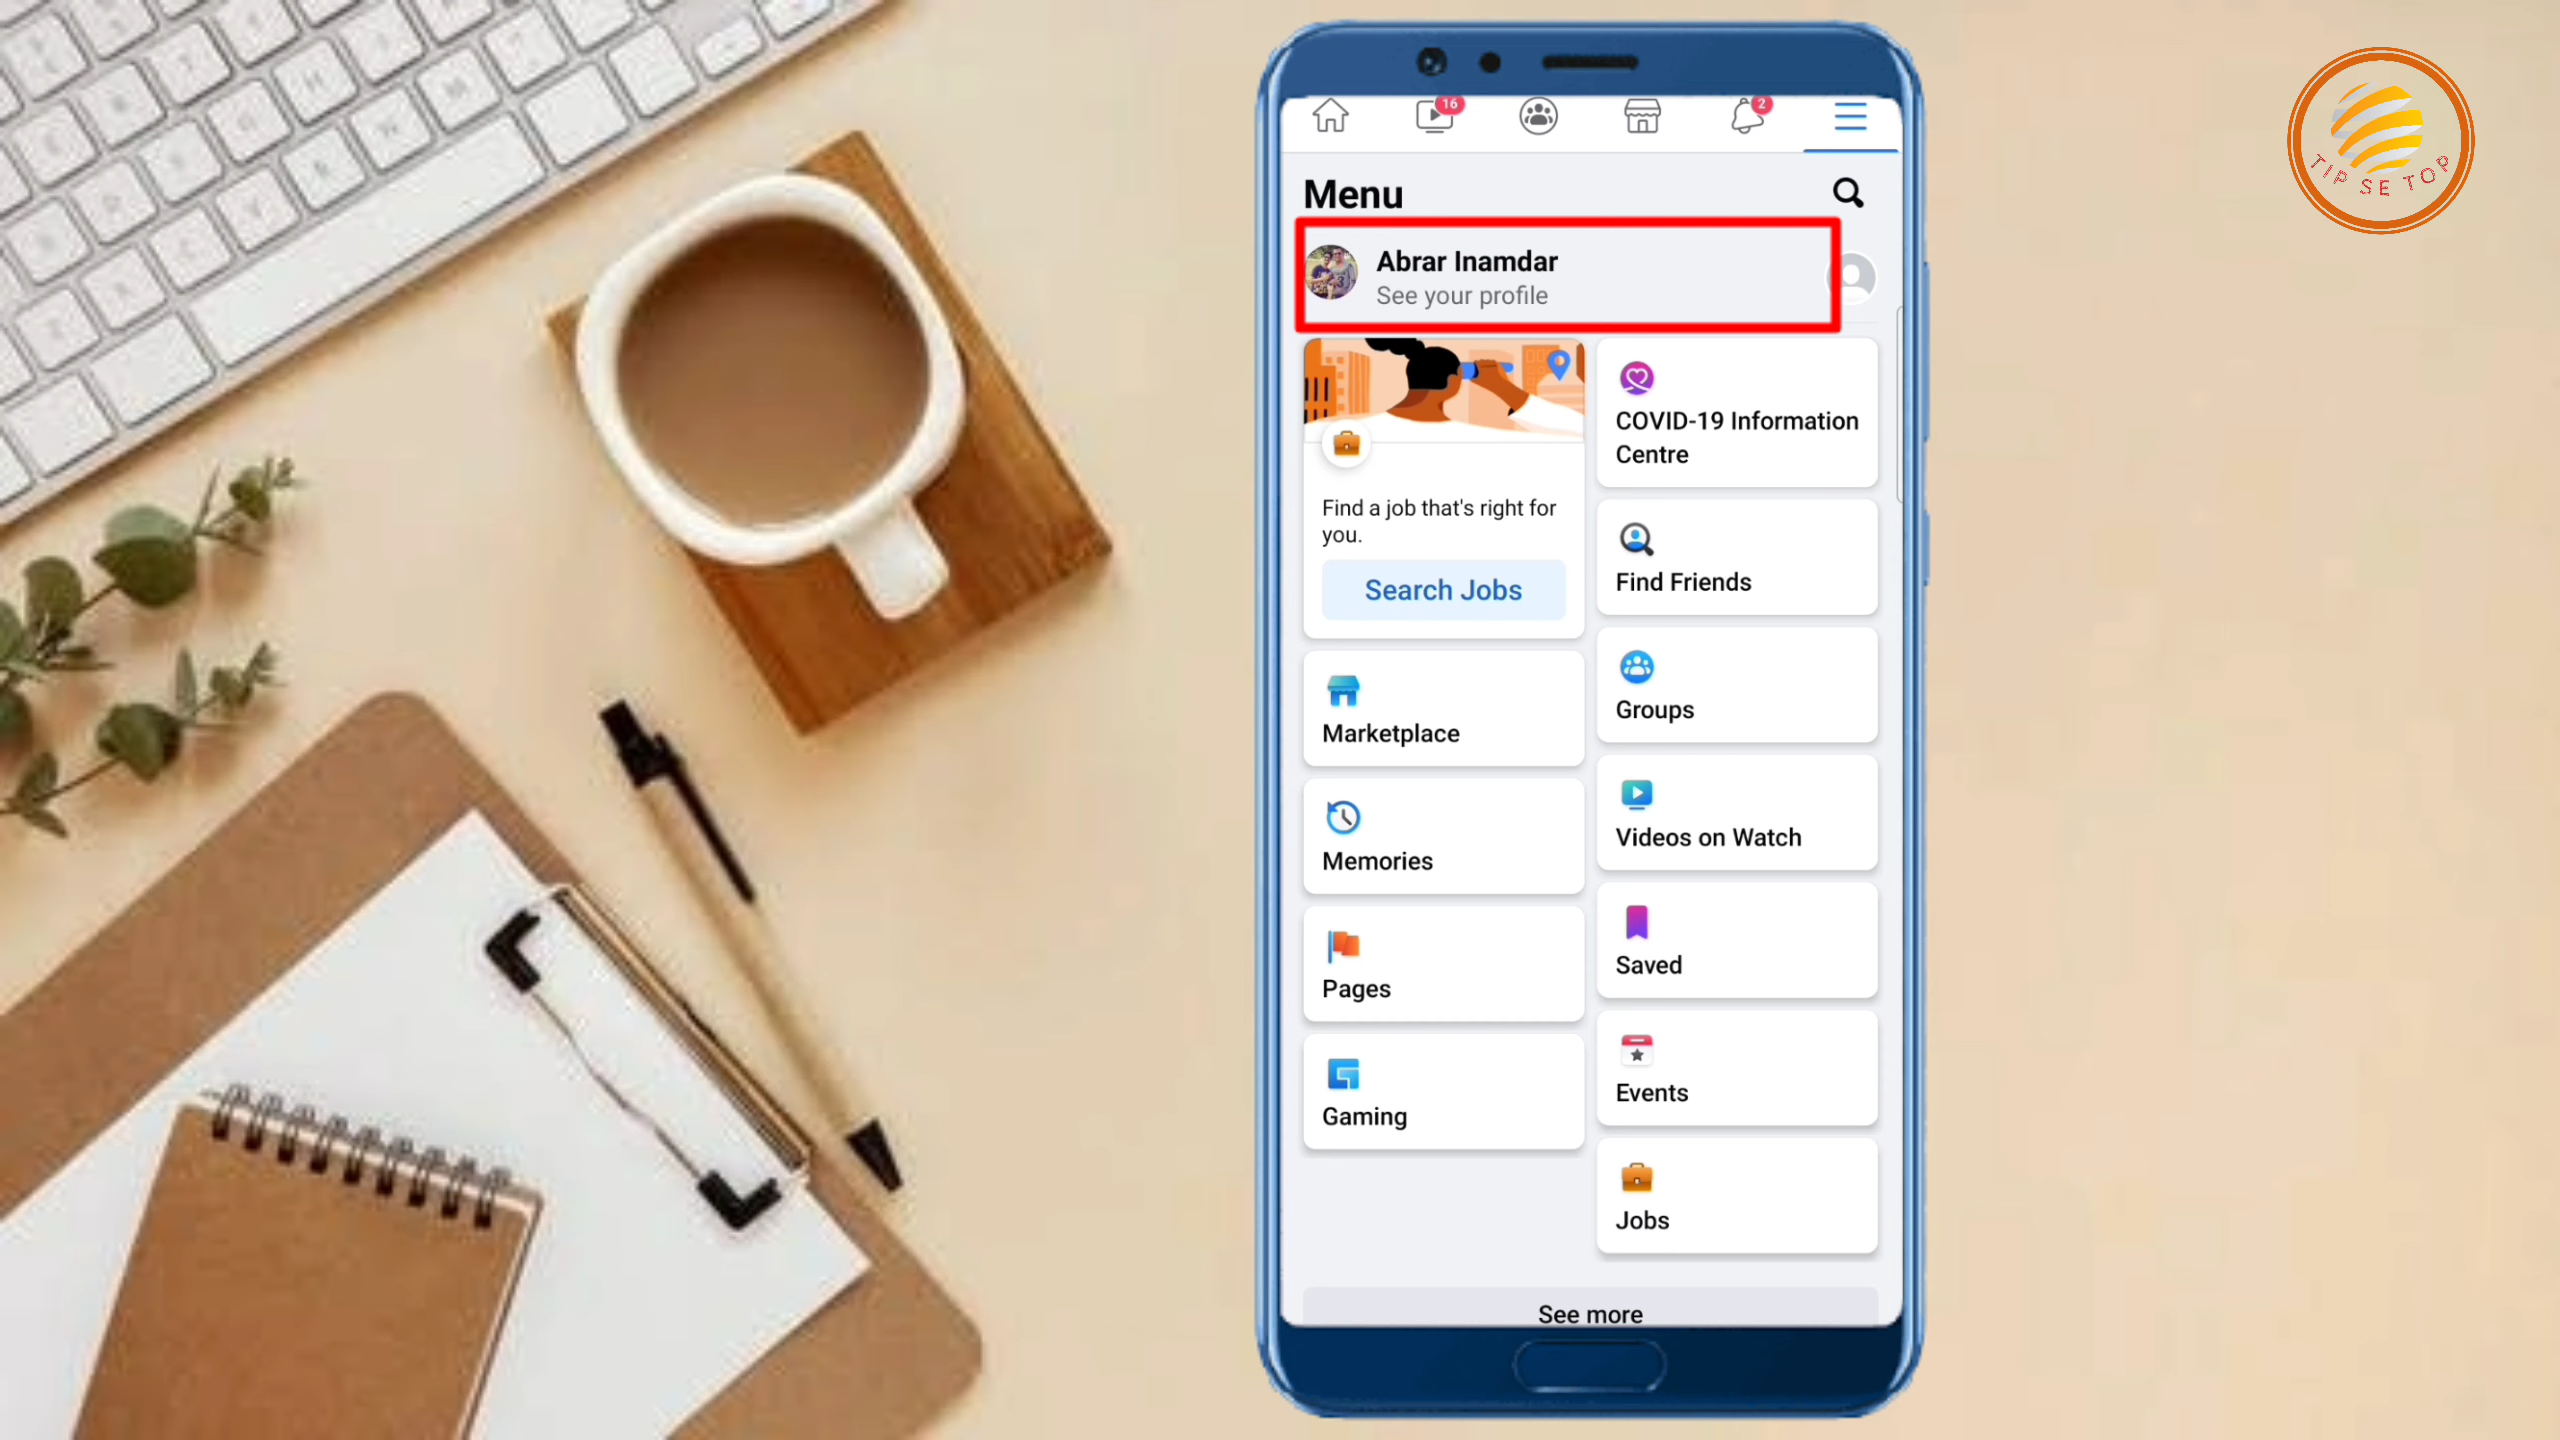 TIP SE TOP
16
2
Menu
Abrar Inamdar
See your profile
Find a job that's right for
you.
Search Jobs
Marketplace
Memories
Pages
Gaming
COVID-19 Information
Centre
Find Friends
Groups
Videos on Watch
Saved
Events
Jobs
See more